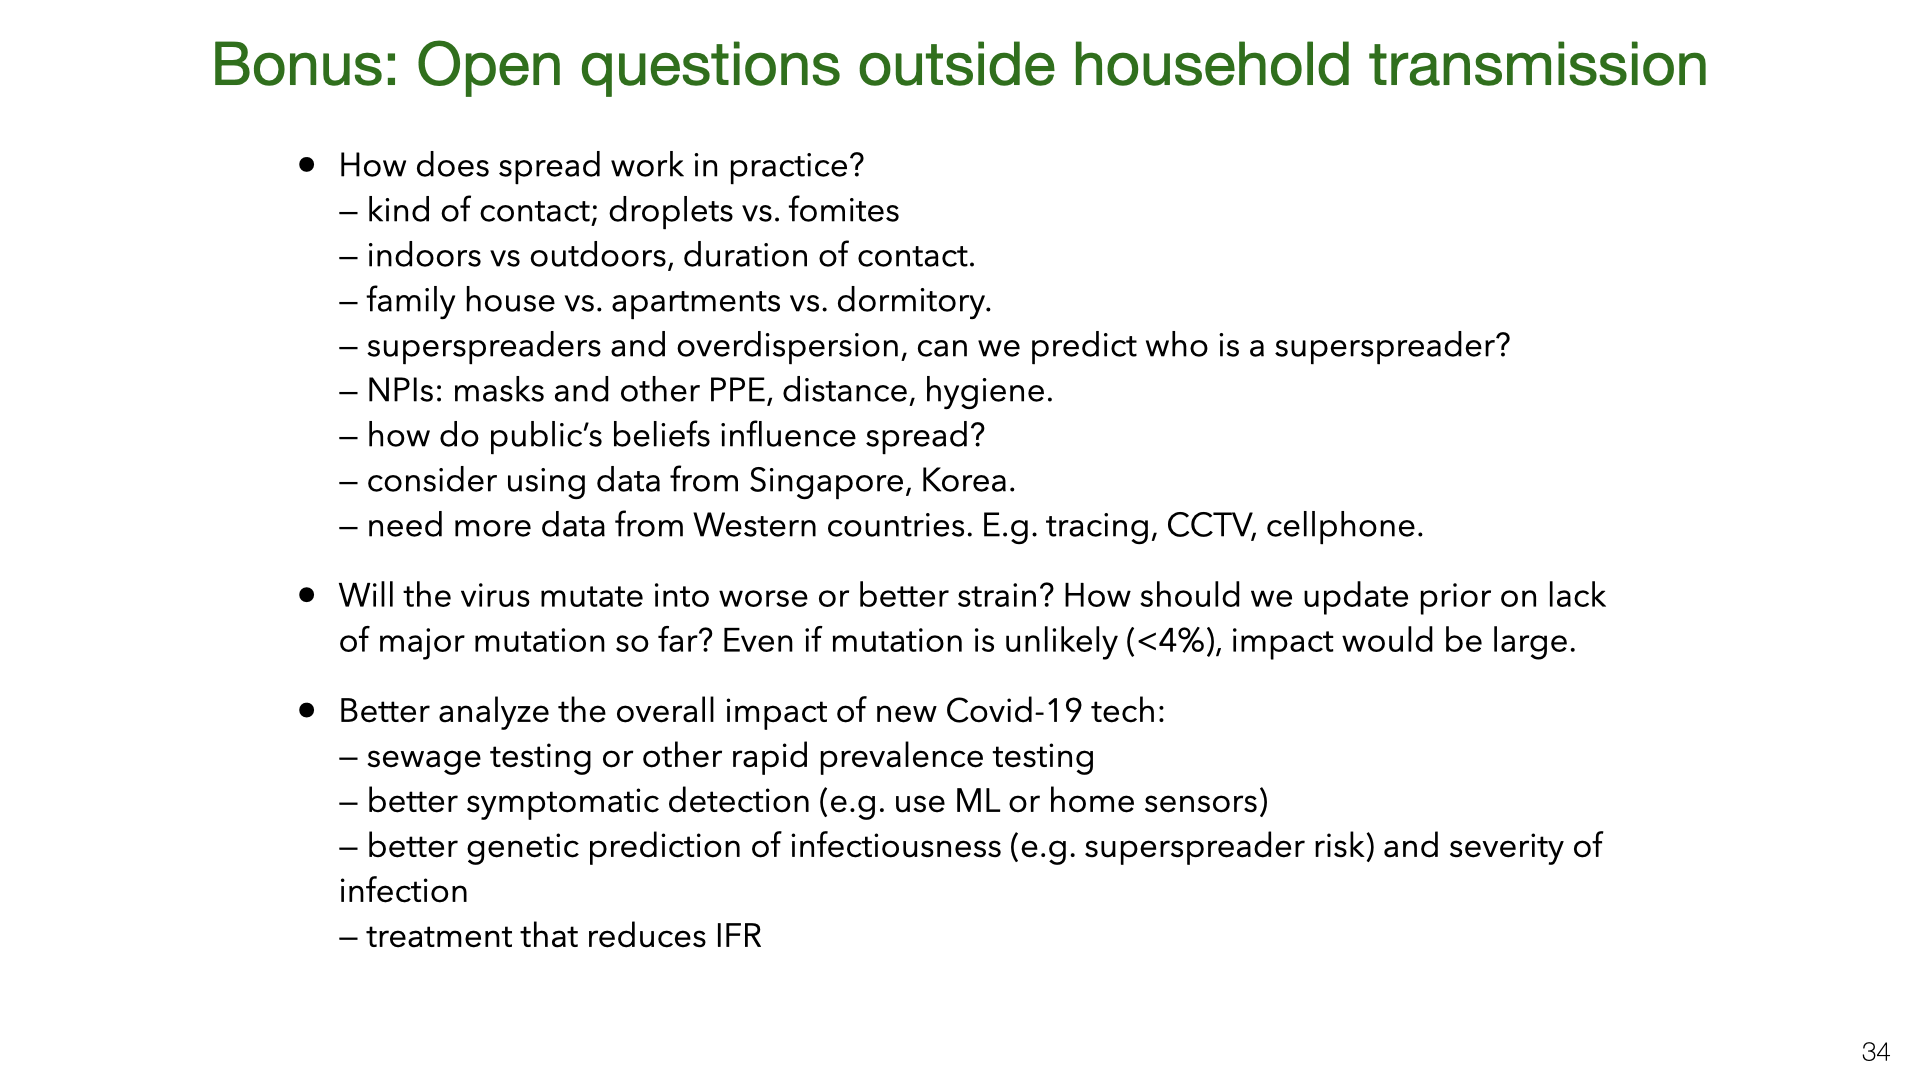 Bonus: Open questions outside household transmission
● How does spread work in practice?
– kind of contact; droplets vs. fomites
– indoors vs outdoors, duration of contact.
– family house vs. apartments vs. dormitory.
– superspreaders and overdispersion, can we predict who is a superspreader?
– NPIs: masks and other PPE, distance, hygiene.
– how do public’s beliefs influence spread?
– consider using data from Singapore, Korea.
– need more data from Western countries. E.g. tracing, CCTV, cellphone.
● Will the virus mutate into worse or better strain? How should we update prior on lack
of major mutation so far? Even if mutation is unlikely (<4%), impact would be large.
● Better analyze the overall impact of new Covid-19 tech:
– sewage testing or other rapid prevalence testing
– better symptomatic detection (e.g. use ML or home sensors)
– better genetic prediction of infectiousness (e.g. superspreader risk) and severity of
infection
– treatment that reduces IFR
34